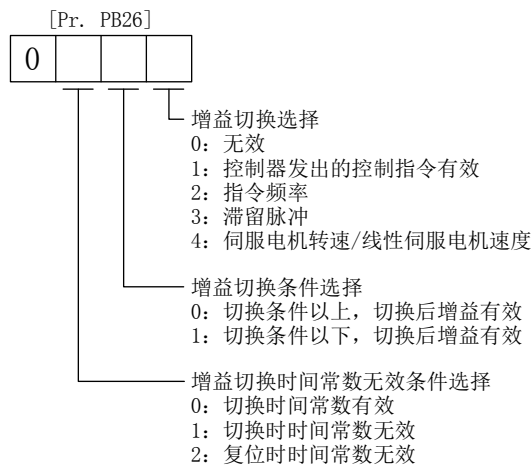 [Pr. PB26]
0
增益切换选择
0：无效
1：控制器发出的控制指令有效
2：指令频率
3：滞留脉冲
4：伺服电机转速/线性伺服电机速度
增益切换条件选择
0：切换条件以上，切换后增益有效
1：切换条件以下，切换后增益有效
增益切换时间常数无效条件选择
0：切换时间常数有效
1：切换时时间常数无效
2：复位时时间常数无效